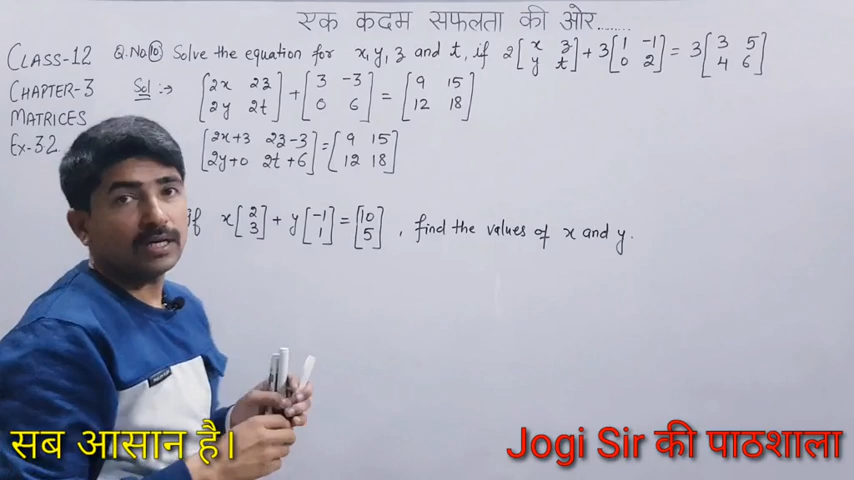 एक कदम सफलता की ओर.......
CLASS-12
CHAPTER-3
MATRICES
Ex-3.2
Q.No.(10) Solve the equation for x, y, z and t, if 2[x z; y t] + 3[1 -1; 0 2] = 3[3 5; 4 6]
Sol :→ [2x 2z; 2y 2t] + [3 -3; 0 6] = [9 15; 12 18]
[2x+3 2z-3; 2y+0 2t+6] = [9 15; 12 18]
If x[2; 3] + y[-1; 1] = [10; 5], find the values of x and y.
सब आसान है।
Jogi Sir की पाठशाला